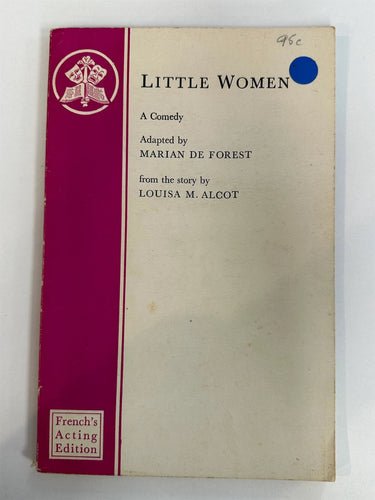 95c
LITTLE WOMEN
A Comedy
Adapted by
MARIAN DE FOREST
from the story by
LOUISA M. ALCOT
French's
Acting
Edition